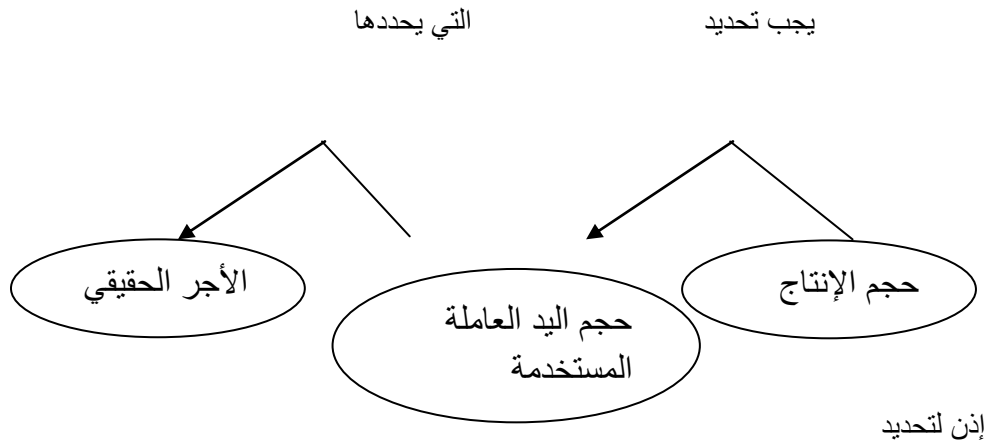 يجب تحديد
التي يحددها
حجم الإنتاج
حجم اليد العاملة
المستخدمة
الأجر الحقيقي
إذن لتحديد